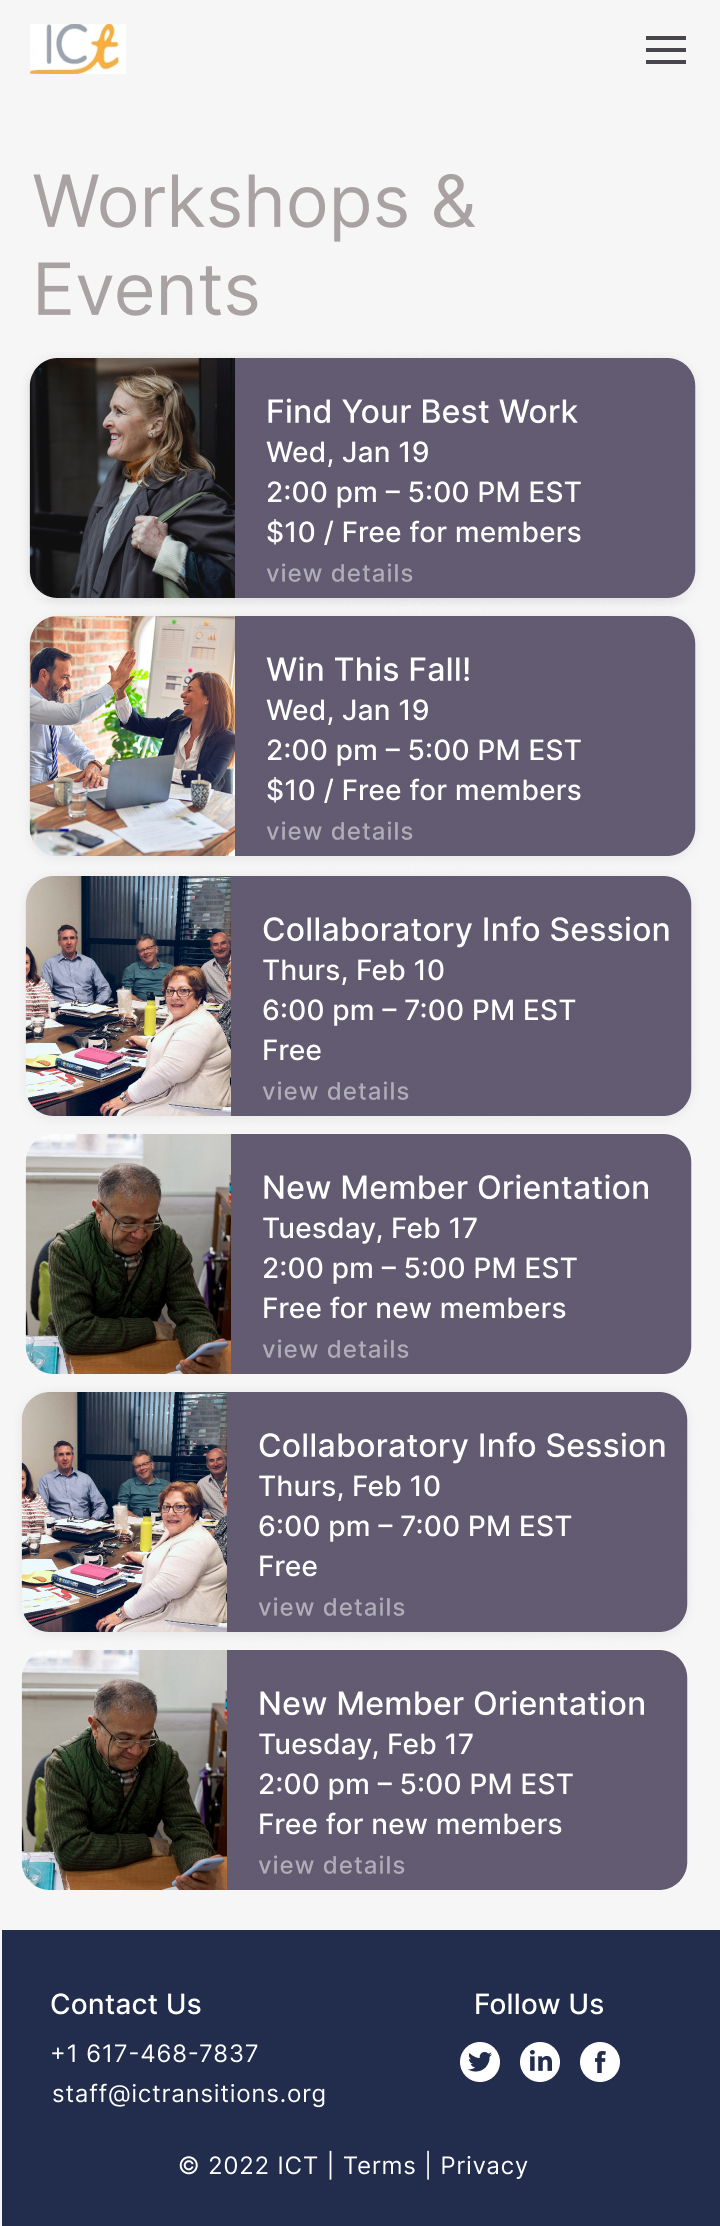 ICt
Workshops &
Events
Find Your Best Work
Wed, Jan 19
2:00 pm – 5:00 PM EST
$10 / Free for members
view details
Win This Fall!
Wed, Jan 19
2:00 pm – 5:00 PM EST
$10 / Free for members
view details
Collaboratory Info Session
Thurs, Feb 10
6:00 pm – 7:00 PM EST
Free
view details
New Member Orientation
Tuesday, Feb 17
2:00 pm – 5:00 PM EST
Free for new members
view details
Collaboratory Info Session
Thurs, Feb 10
6:00 pm – 7:00 PM EST
Free
view details
New Member Orientation
Tuesday, Feb 17
2:00 pm – 5:00 PM EST
Free for new members
view details
Contact Us
+1 617-468-7837
staff@ictransitions.org
Follow Us
© 2022 ICT | Terms | Privacy